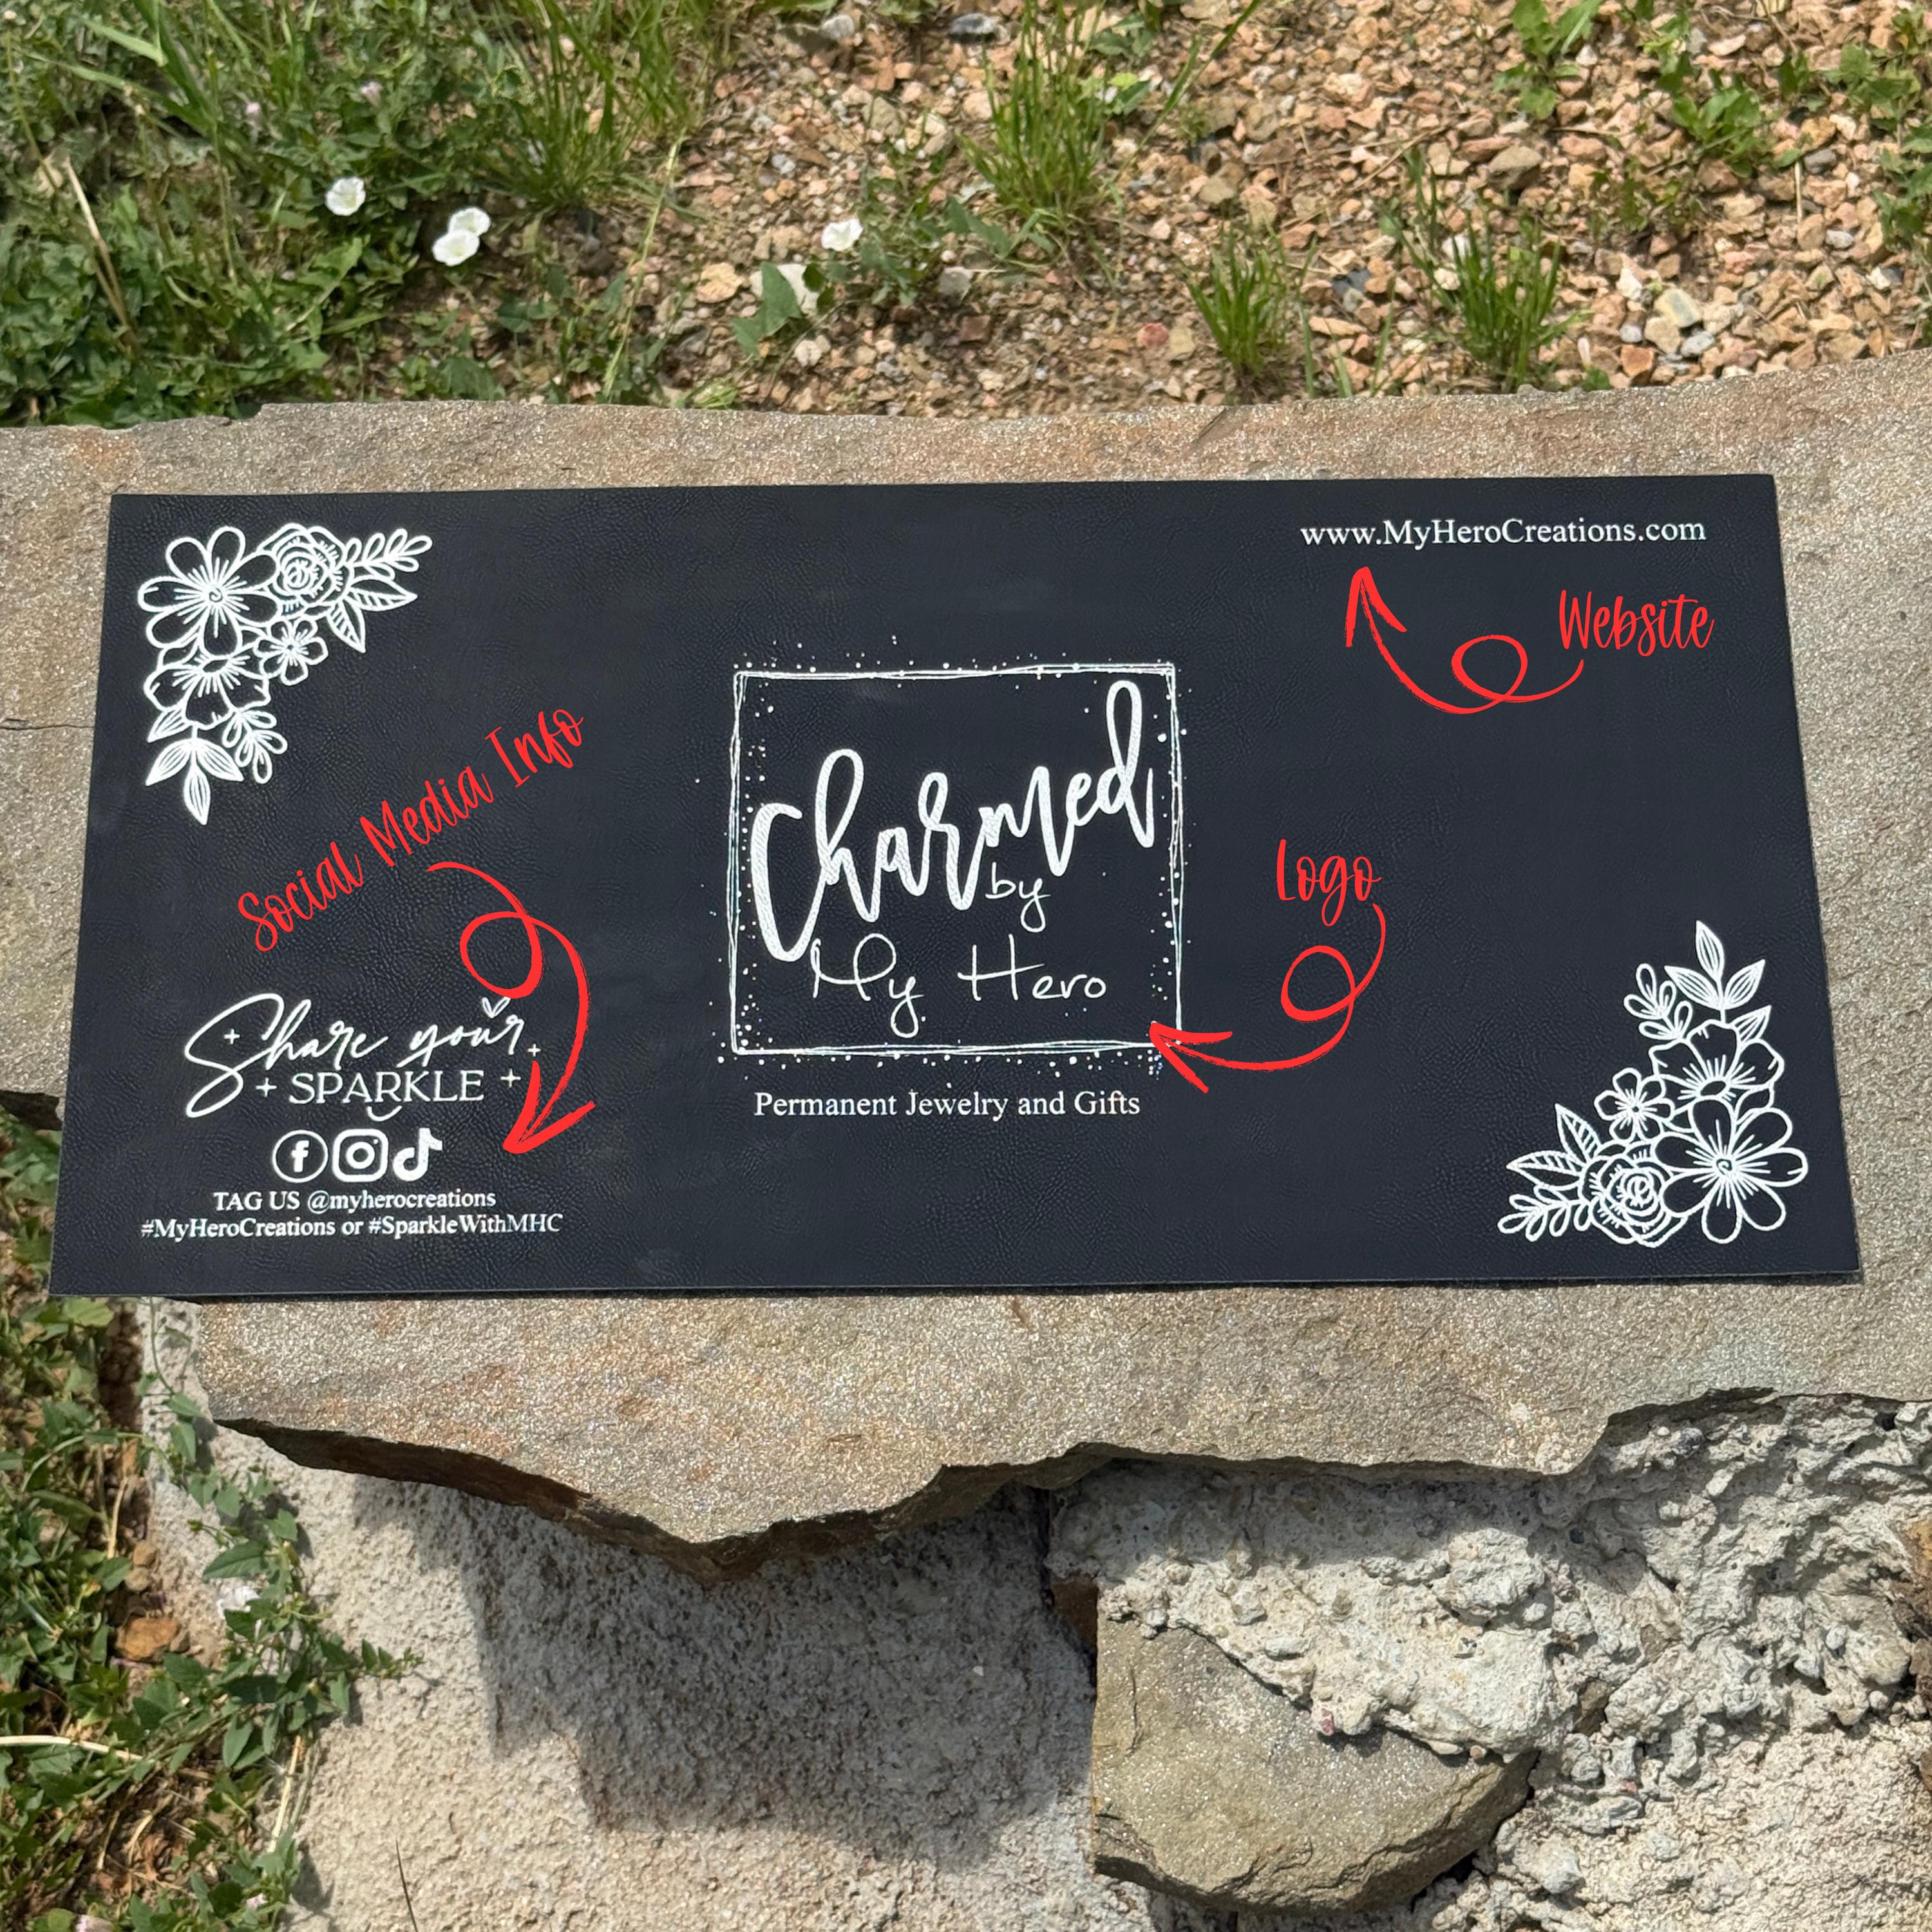 www.MyHeroCreations.com
Website
Social Media Info
Charmed
by
My Hero
Logo
Permanent Jewelry and Gifts
Share your
SPARKLE
TAG US @myherocreations
#MyHeroCreations or #SparkleWithMHC